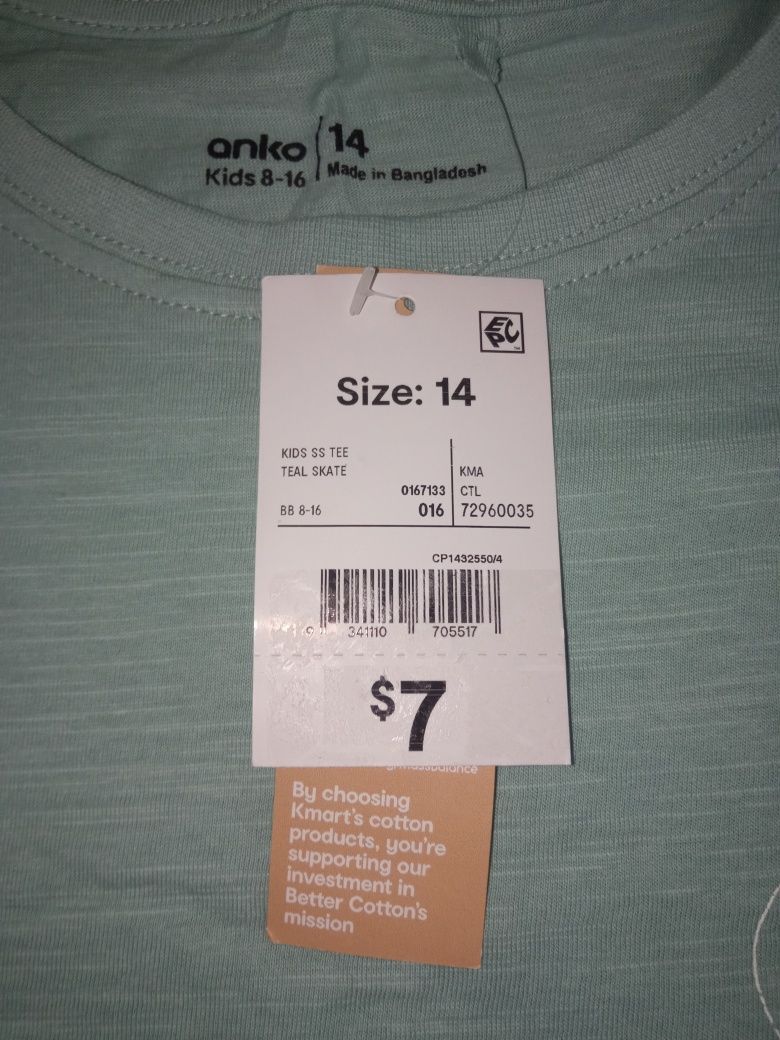 anko 14
Kids 8-16 Made in Bangladesh
EPC
Size: 14
KIDS SS TEE
TEAL SKATE KMA
0167133 CTL
BB 8-16 016 72960035
CP1432550/4
9 341110 705517
$7
By choosing
Kmart's cotton
products, you're
supporting our
investment in
Better Cotton's
mission